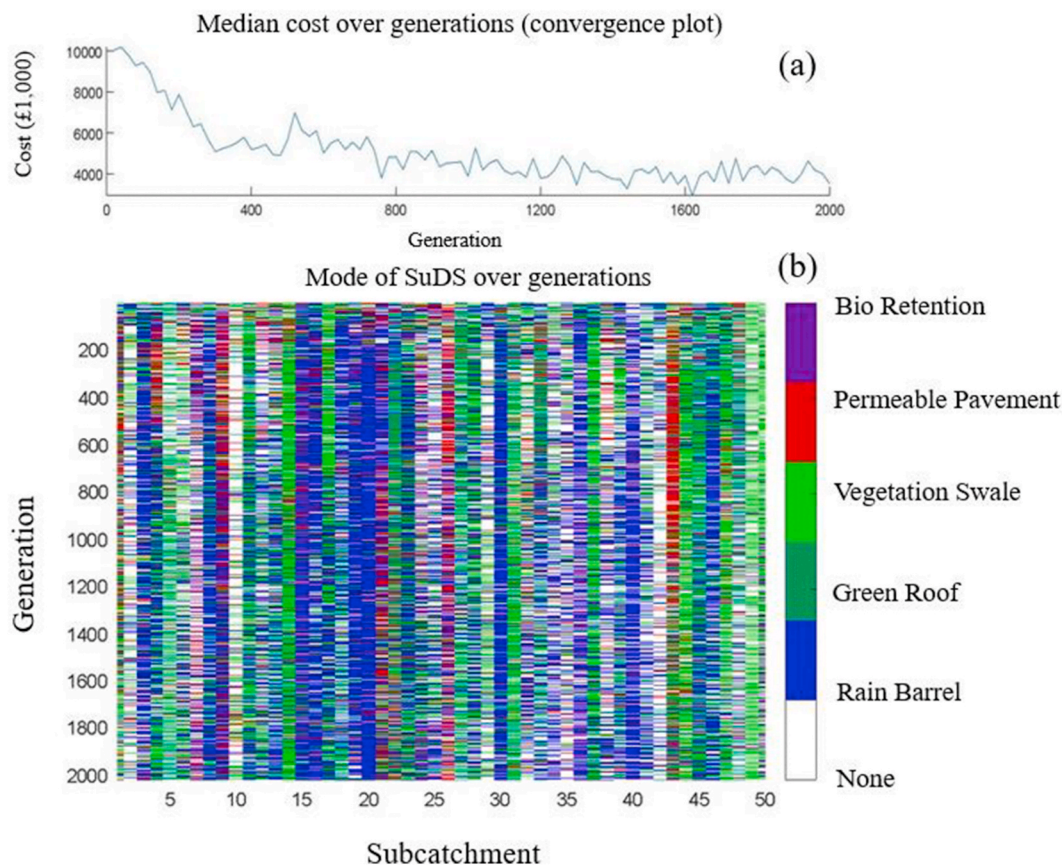 Median cost over generations (convergence plot)
(a)
Cost (£1,000)
10000
8000
6000
4000
0 400 800 1200 1600 2000
Generation
Mode of SuDS over generations
(b)
Generation
200
400
600
800
1000
1200
1400
1600
1800
2000
5 10 15 20 25 30 35 40 45 50
Subcatchment
Bio Retention
Permeable Pavement
Vegetation Swale
Green Roof
Rain Barrel
None